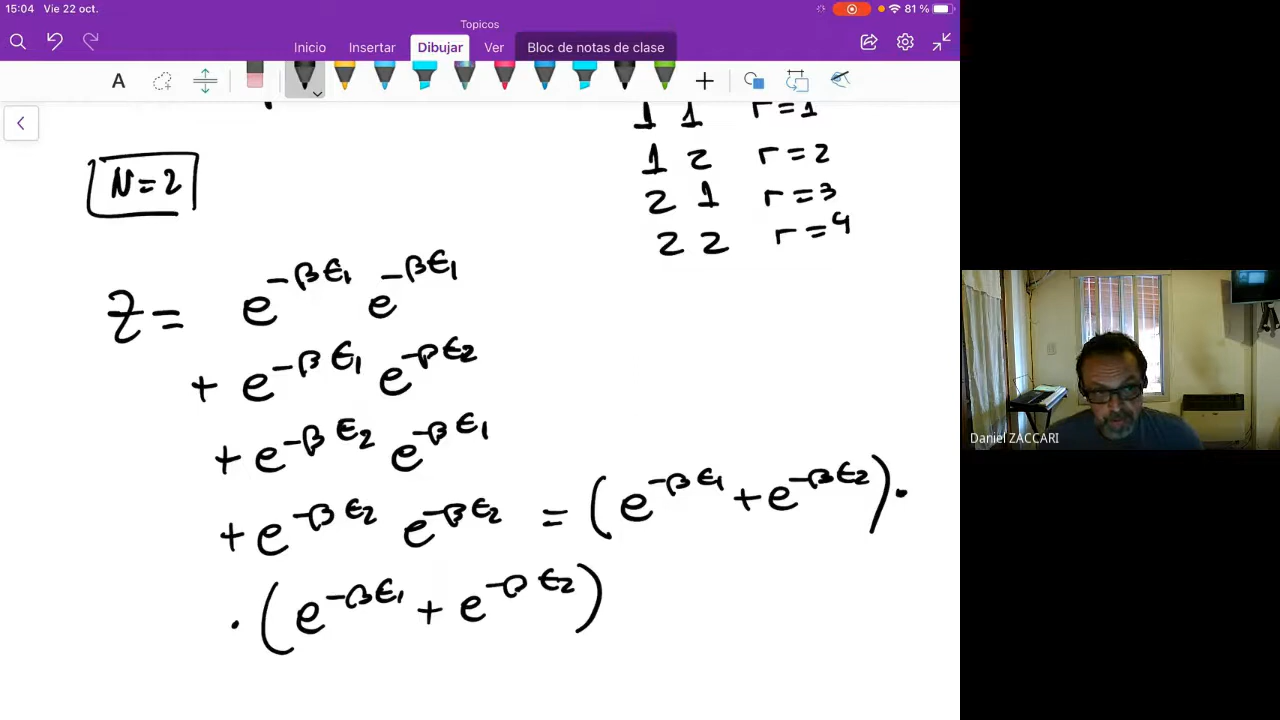 15:04 Vie 22 oct.
81 %
Topicos
Inicio Insertar Dibujar Ver Bloc de notas de clase
A
1 1 r=1
1 2 r=2
2 1 r=3
2 2 r=4
N=2
Z= e^{-βϵ₁} e^{-βϵ₁}
+ e^{-βϵ₁} e^{-βϵ₂}
+ e^{-βϵ₂} e^{-βϵ₁}
+ e^{-βϵ₂} e^{-βϵ₂} = (e^{-βϵ₁} + e^{-βϵ₂}) ·
· (e^{-βϵ₁} + e^{-βϵ₂})
Daniel ZACCARI